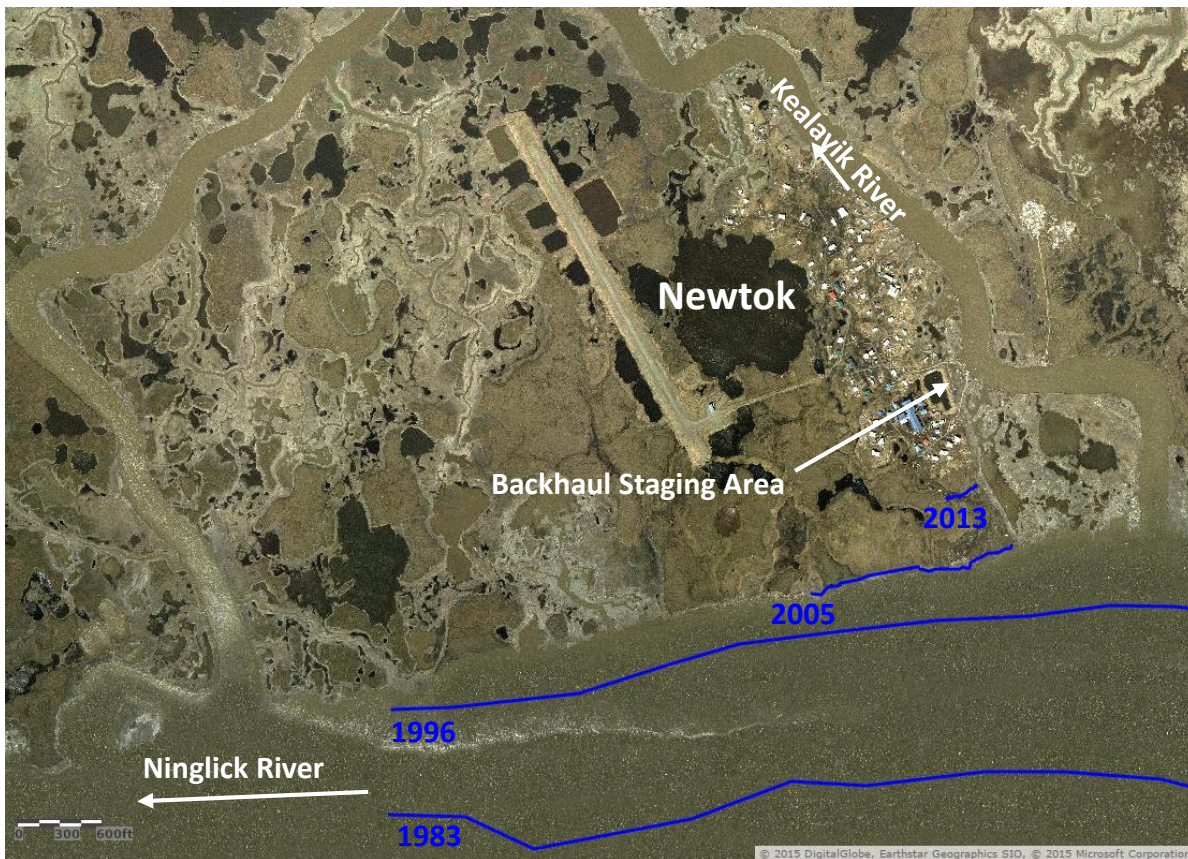 Kealavik River
Newtok
Backhaul Staging Area
2013
2005
1996
Ninglick River
1983
0 300 600ft
© 2015 DigitalGlobe, Earthstar Geographics SIO, © 2015 Microsoft Corporation